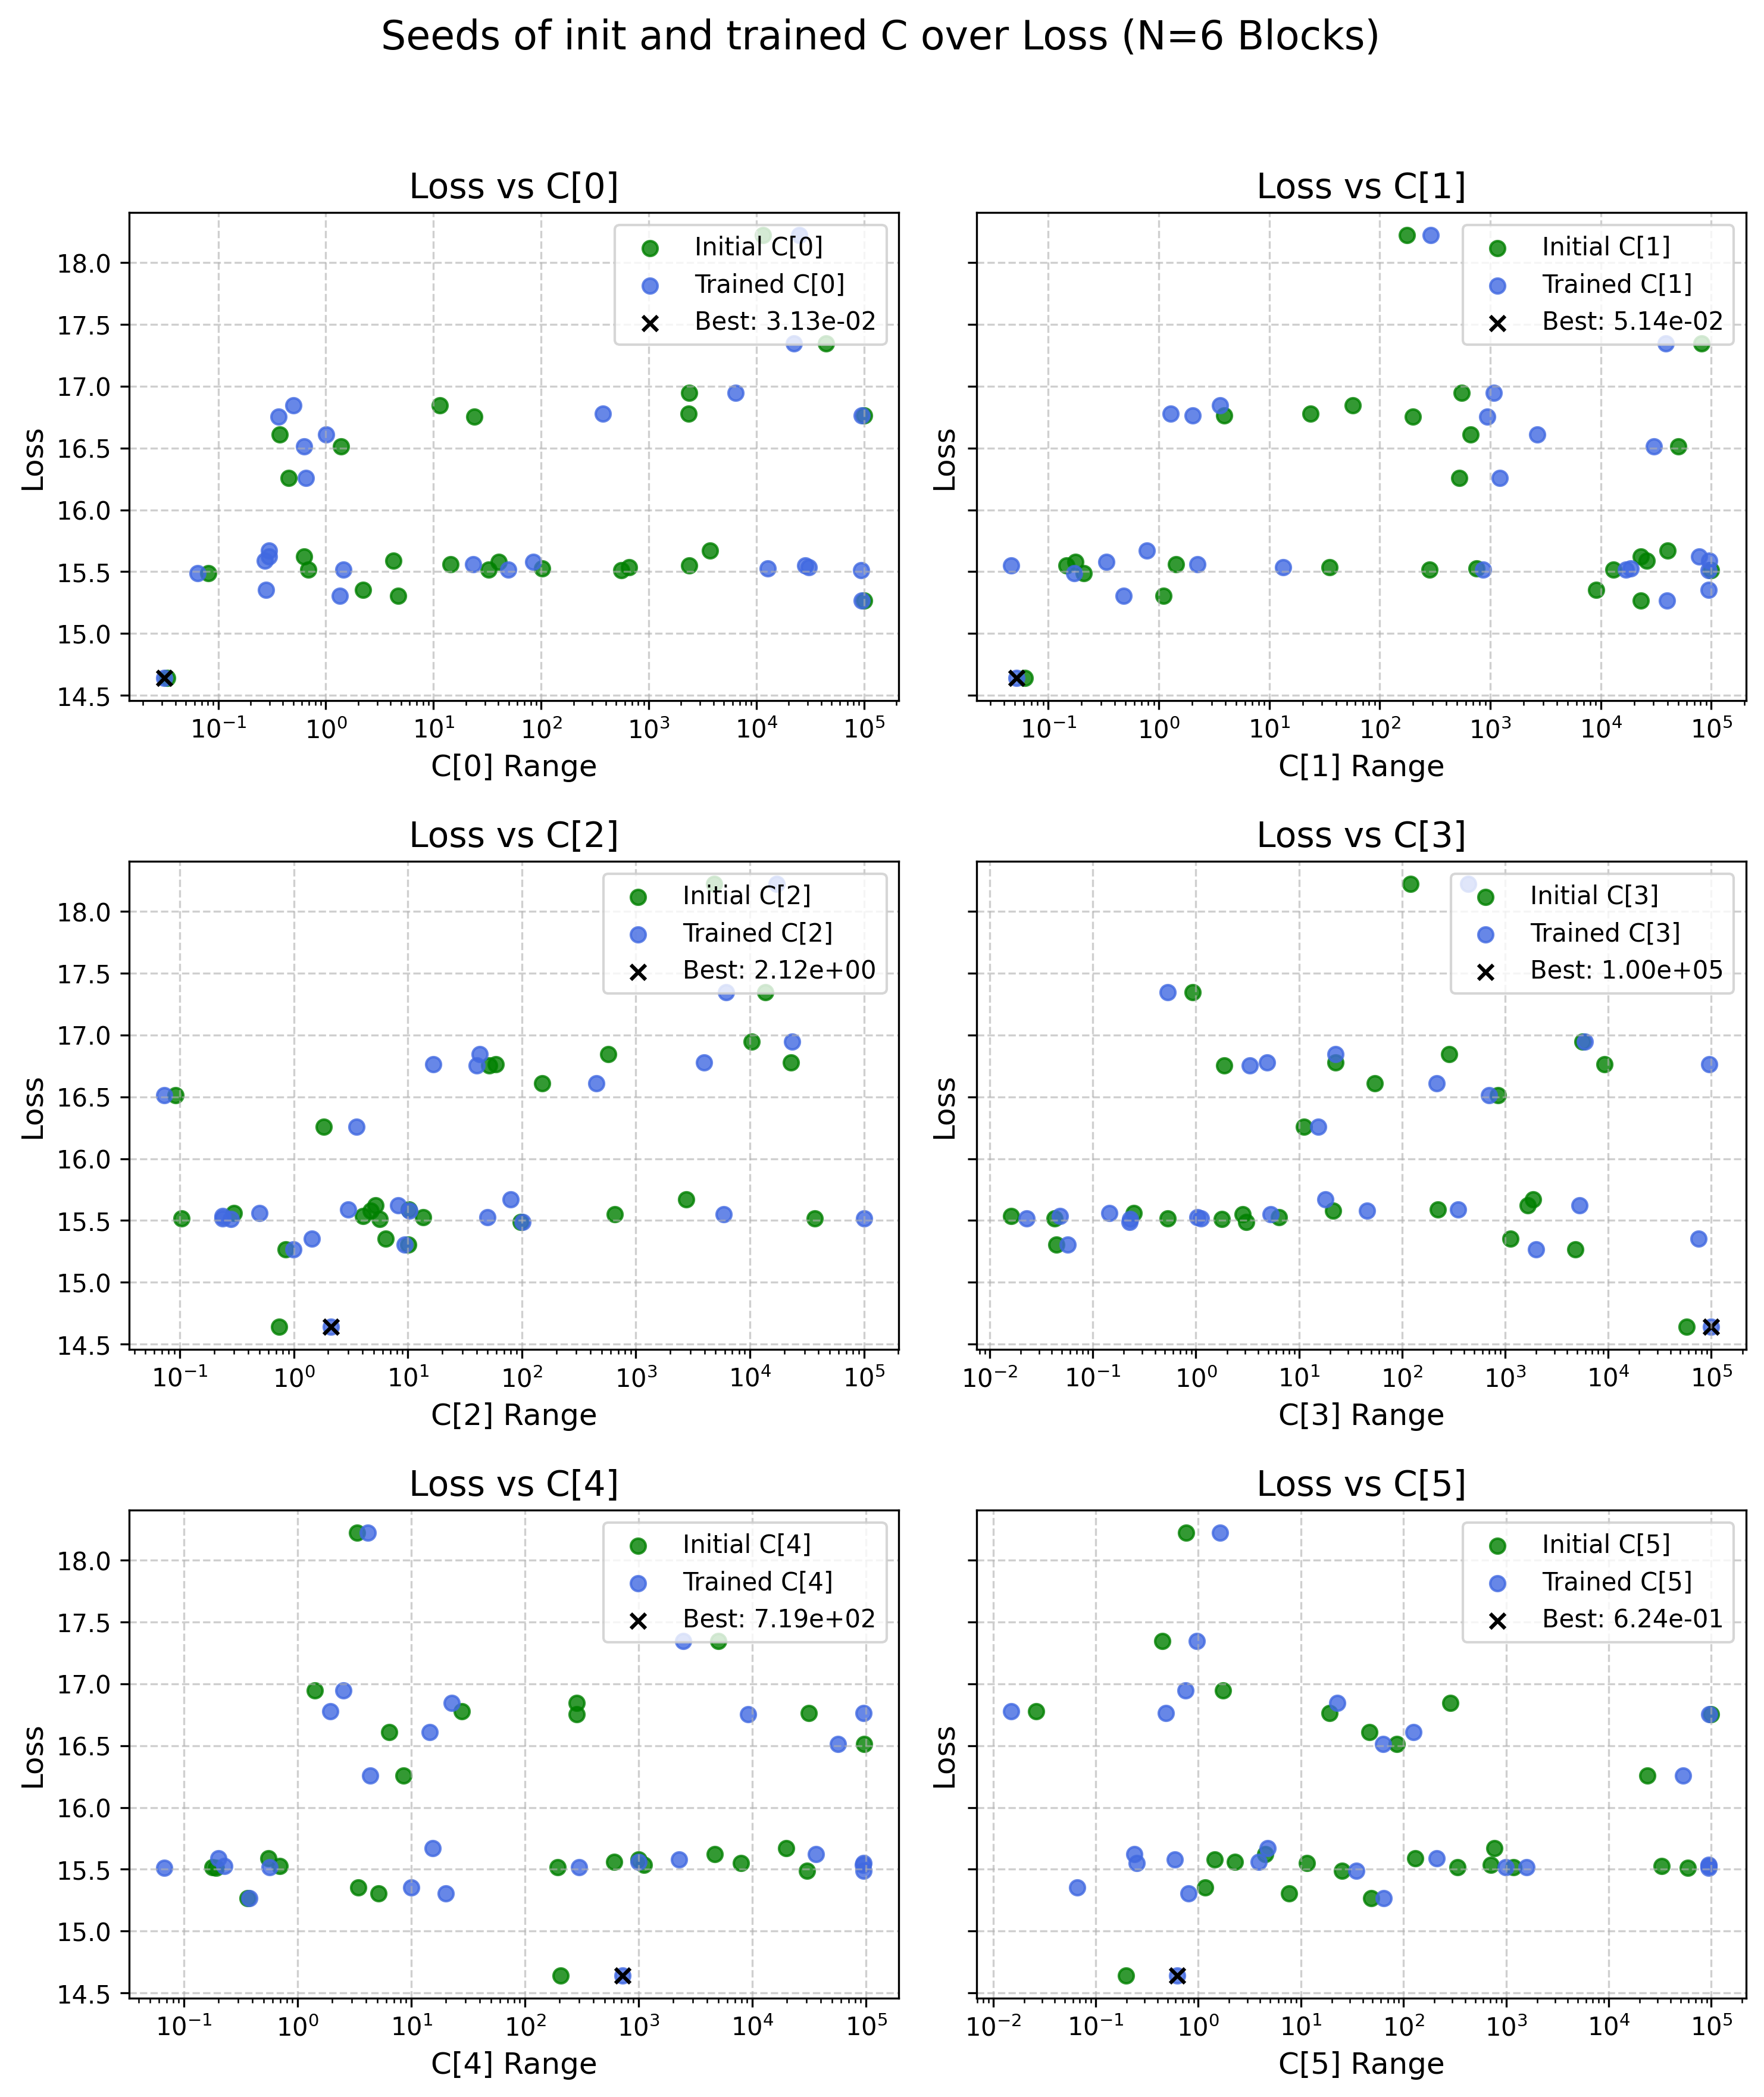 Seeds of init and trained C over Loss (N=6 Blocks)
Loss vs C[0]
Loss
18.0
17.5
17.0
16.5
16.0
15.5
15.0
14.5
Initial C[0]
Trained C[0]
Best: 3.13e-02
10⁻¹ 10⁰ 10¹ 10² 10³ 10⁴ 10⁵
C[0] Range
Loss vs C[1]
Loss
Initial C[1]
Trained C[1]
Best: 5.14e-02
10⁻¹ 10⁰ 10¹ 10² 10³ 10⁴ 10⁵
C[1] Range
Loss vs C[2]
Loss
18.0
17.5
17.0
16.5
16.0
15.5
15.0
14.5
Initial C[2]
Trained C[2]
Best: 2.12e+00
10⁻¹ 10⁰ 10¹ 10² 10³ 10⁴ 10⁵
C[2] Range
Loss vs C[3]
Loss
Initial C[3]
Trained C[3]
Best: 1.00e+05
10⁻² 10⁻¹ 10⁰ 10¹ 10² 10³ 10⁴ 10⁵
C[3] Range
Loss vs C[4]
Loss
18.0
17.5
17.0
16.5
16.0
15.5
15.0
14.5
Initial C[4]
Trained C[4]
Best: 7.19e+02
10⁻¹ 10⁰ 10¹ 10² 10³ 10⁴ 10⁵
C[4] Range
Loss vs C[5]
Loss
Initial C[5]
Trained C[5]
Best: 6.24e-01
10⁻² 10⁻¹ 10⁰ 10¹ 10² 10³ 10⁴ 10⁵
C[5] Range